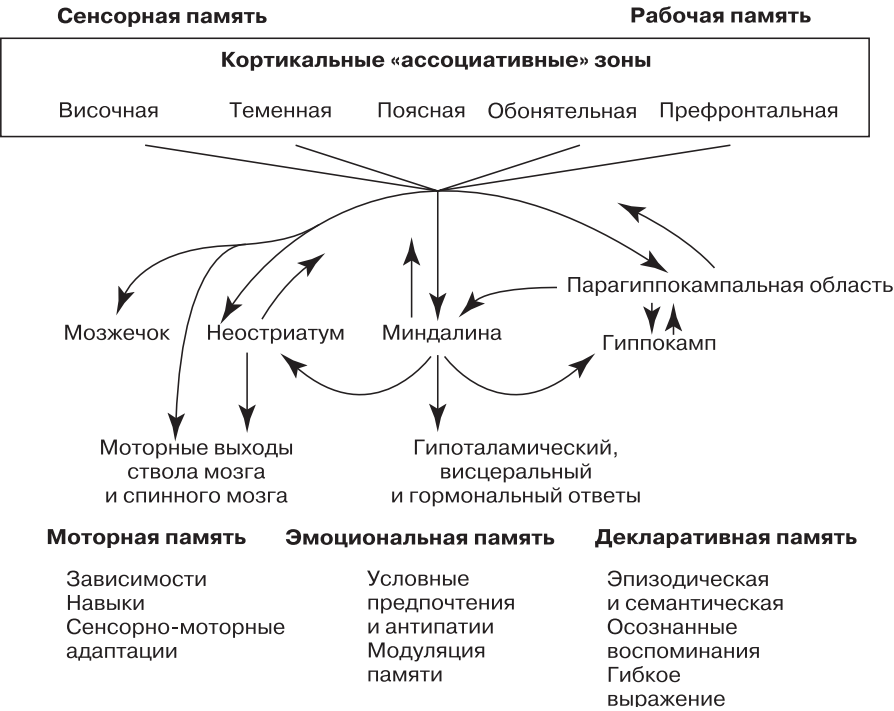 Сенсорная память Рабочая память
Кортикальные «ассоциативные» зоны
Височная Теменная Поясная Обонятельная Префронтальная
Парагиппокампальная область
Мозжечок Неостриатум Миндалина
Гиппокамп
Моторные выходы
ствола мозга
и спинного мозга
Гипоталамический,
висцеральный
и гормональный ответы
Моторная память Эмоциональная память Декларативная память
Зависимости
Навыки
Сенсорно-моторные
адаптации
Условные
предпочтения
и антипатии
Модуляция
памяти
Эпизодическая
и семантическая
Осознанные
воспоминания
Гибкое
выражение